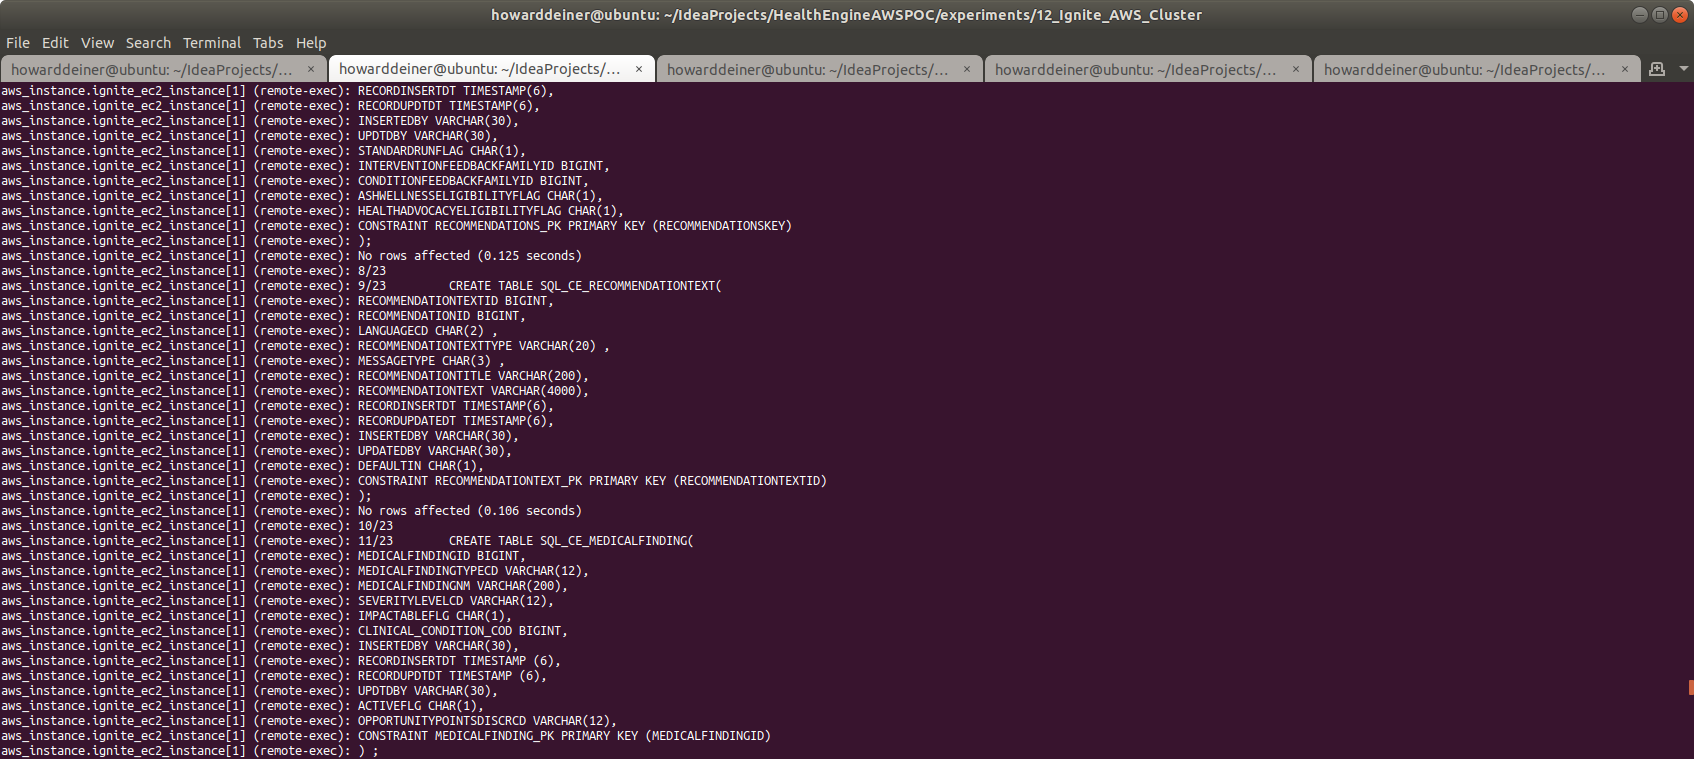 howarddeiner@ubuntu: ~/IdeaProjects/HealthEngineAWSPOC/experiments/12_Ignite_AWS_Cluster
File Edit View Search Terminal Tabs Help
howarddeiner@ubuntu: ~/IdeaProjects/... × howarddeiner@ubuntu: ~/IdeaProjects/... × howarddeiner@ubuntu: ~/IdeaProjects/... × howarddeiner@ubuntu: ~/IdeaProjects/... × howarddeiner@ubuntu: ~/IdeaProjects/... ×
aws_instance.ignite_ec2_instance[1] (remote-exec): RECORDINSERTDT TIMESTAMP(6),
aws_instance.ignite_ec2_instance[1] (remote-exec): RECORDUPDTDT TIMESTAMP(6),
aws_instance.ignite_ec2_instance[1] (remote-exec): INSERTEDBY VARCHAR(30),
aws_instance.ignite_ec2_instance[1] (remote-exec): UPDTDBY VARCHAR(30),
aws_instance.ignite_ec2_instance[1] (remote-exec): STANDARDRUNFLAG CHAR(1),
aws_instance.ignite_ec2_instance[1] (remote-exec): INTERVENTIONFEEDBACKFAMILYID BIGINT,
aws_instance.ignite_ec2_instance[1] (remote-exec): CONDITIONFEEDBACKFAMILYID BIGINT,
aws_instance.ignite_ec2_instance[1] (remote-exec): ASHWELLNESSELIGIBILITYFLAG CHAR(1),
aws_instance.ignite_ec2_instance[1] (remote-exec): HEALTHADVOCACYELIGIBILITYFLAG CHAR(1),
aws_instance.ignite_ec2_instance[1] (remote-exec): CONSTRAINT RECOMMENDATIONS_PK PRIMARY KEY (RECOMMENDATIONSKEY)
aws_instance.ignite_ec2_instance[1] (remote-exec): );
aws_instance.ignite_ec2_instance[1] (remote-exec): No rows affected (0.125 seconds)
aws_instance.ignite_ec2_instance[1] (remote-exec): 8/23
aws_instance.ignite_ec2_instance[1] (remote-exec): 9/23         CREATE TABLE SQL_CE_RECOMMENDATIONTEXT(
aws_instance.ignite_ec2_instance[1] (remote-exec): RECOMMENDATIONTEXTID BIGINT,
aws_instance.ignite_ec2_instance[1] (remote-exec): RECOMMENDATIONID BIGINT,
aws_instance.ignite_ec2_instance[1] (remote-exec): LANGUAGECD CHAR(2) ,
aws_instance.ignite_ec2_instance[1] (remote-exec): RECOMMENDATIONTEXTTYPE VARCHAR(20) ,
aws_instance.ignite_ec2_instance[1] (remote-exec): MESSAGETYPE CHAR(3) ,
aws_instance.ignite_ec2_instance[1] (remote-exec): RECOMMENDATIONTITLE VARCHAR(200),
aws_instance.ignite_ec2_instance[1] (remote-exec): RECOMMENDATIONTEXT VARCHAR(4000),
aws_instance.ignite_ec2_instance[1] (remote-exec): RECORDINSERTDT TIMESTAMP(6),
aws_instance.ignite_ec2_instance[1] (remote-exec): RECORDUPDATEDT TIMESTAMP(6),
aws_instance.ignite_ec2_instance[1] (remote-exec): INSERTEDBY VARCHAR(30),
aws_instance.ignite_ec2_instance[1] (remote-exec): UPDATEDBY VARCHAR(30),
aws_instance.ignite_ec2_instance[1] (remote-exec): DEFAULTIN CHAR(1),
aws_instance.ignite_ec2_instance[1] (remote-exec): CONSTRAINT RECOMMENDATIONTEXT_PK PRIMARY KEY (RECOMMENDATIONTEXTID)
aws_instance.ignite_ec2_instance[1] (remote-exec): );
aws_instance.ignite_ec2_instance[1] (remote-exec): No rows affected (0.106 seconds)
aws_instance.ignite_ec2_instance[1] (remote-exec): 10/23
aws_instance.ignite_ec2_instance[1] (remote-exec): 11/23        CREATE TABLE SQL_CE_MEDICALFINDING(
aws_instance.ignite_ec2_instance[1] (remote-exec): MEDICALFINDINGID BIGINT,
aws_instance.ignite_ec2_instance[1] (remote-exec): MEDICALFINDINGTYPECD VARCHAR(12),
aws_instance.ignite_ec2_instance[1] (remote-exec): MEDICALFINDINGNM VARCHAR(200),
aws_instance.ignite_ec2_instance[1] (remote-exec): SEVERITYLEVELCD VARCHAR(12),
aws_instance.ignite_ec2_instance[1] (remote-exec): IMPACTABLEFLG CHAR(1),
aws_instance.ignite_ec2_instance[1] (remote-exec): CLINICAL_CONDITION_COD BIGINT,
aws_instance.ignite_ec2_instance[1] (remote-exec): INSERTEDBY VARCHAR(30),
aws_instance.ignite_ec2_instance[1] (remote-exec): RECORDINSERTDT TIMESTAMP (6),
aws_instance.ignite_ec2_instance[1] (remote-exec): RECORDUPDTDT TIMESTAMP (6),
aws_instance.ignite_ec2_instance[1] (remote-exec): UPDTDBY VARCHAR(30),
aws_instance.ignite_ec2_instance[1] (remote-exec): ACTIVEFLG CHAR(1),
aws_instance.ignite_ec2_instance[1] (remote-exec): OPPORTUNITYPOINTSDISCRCD VARCHAR(12),
aws_instance.ignite_ec2_instance[1] (remote-exec): CONSTRAINT MEDICALFINDING_PK PRIMARY KEY (MEDICALFINDINGID)
aws_instance.ignite_ec2_instance[1] (remote-exec): ) ;